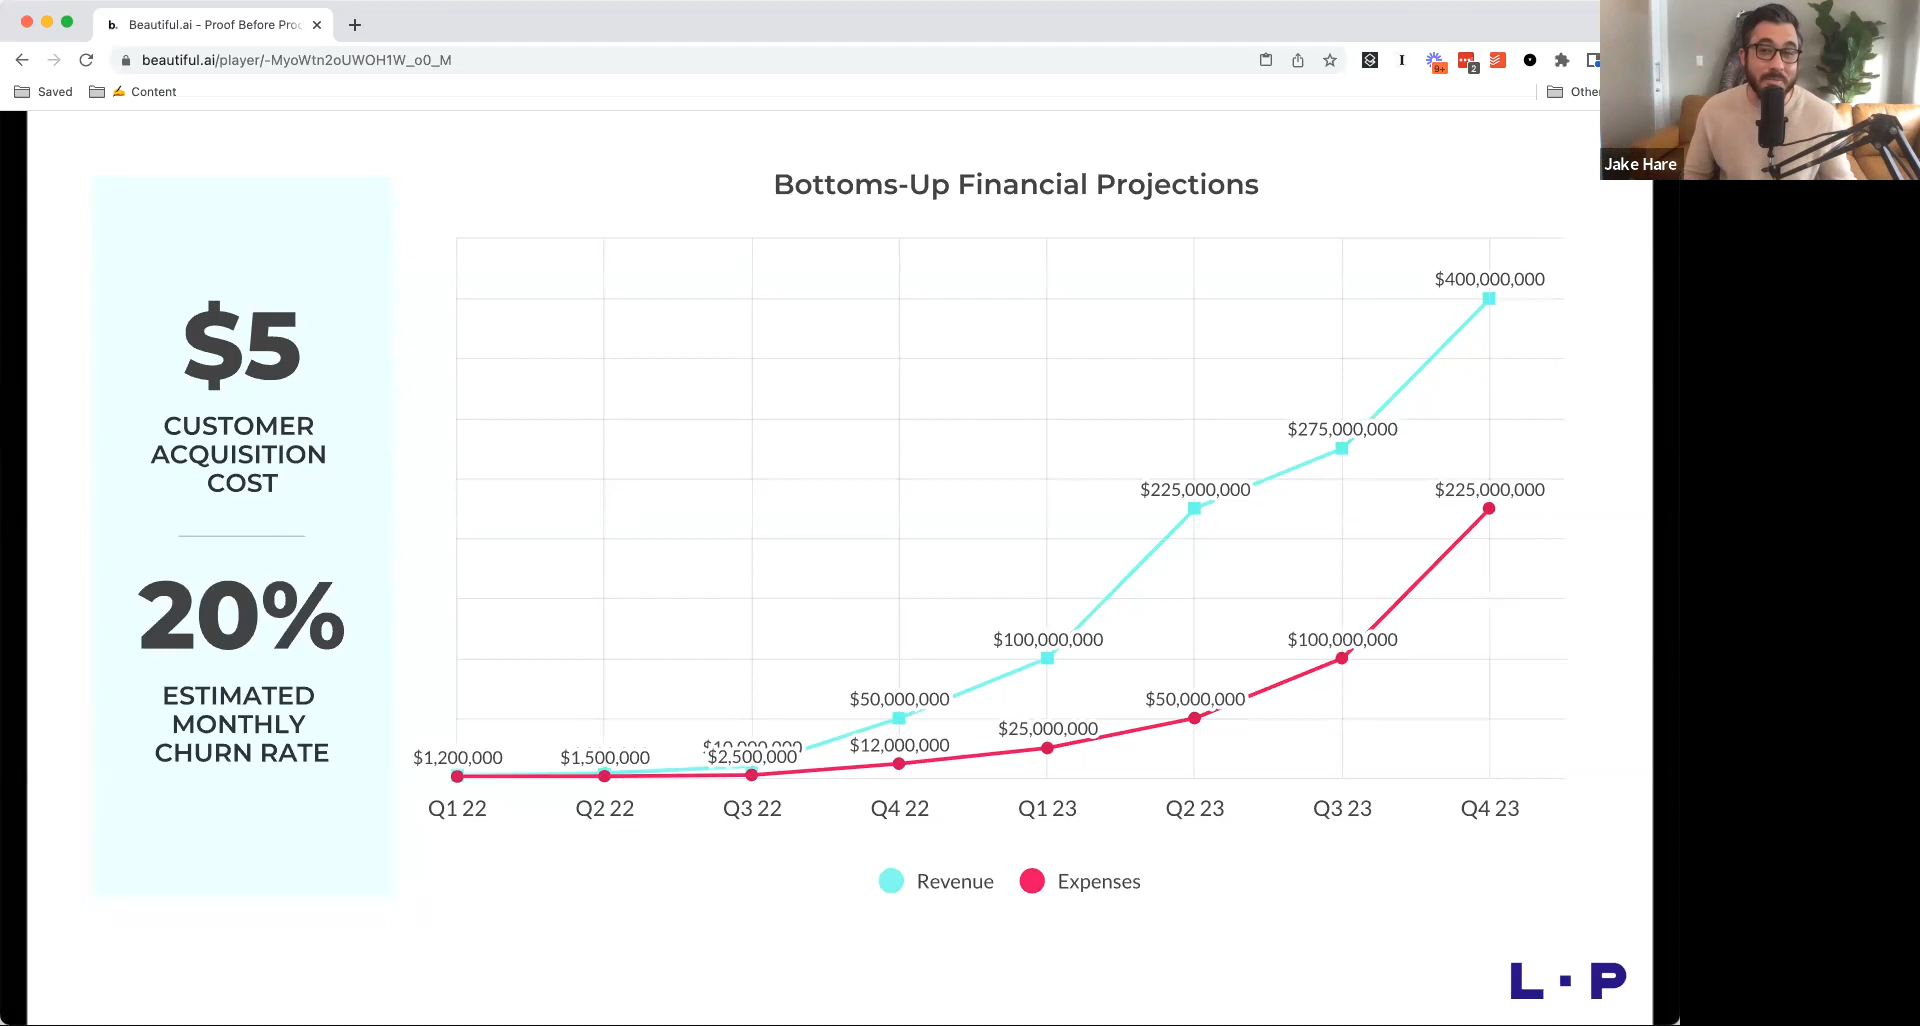 b. Beautiful.ai - Proof Before Proc
beautiful.ai/player/-MyoWtn2oUWOH1W_o0_M
9+
2
Saved
✍️ Content
Other
Jake Hare
Bottoms-Up Financial Projections
$5
CUSTOMER
ACQUISITION
COST
20%
ESTIMATED
MONTHLY
CHURN RATE
$400,000,000
$275,000,000
$225,000,000
$225,000,000
$100,000,000
$100,000,000
$50,000,000
$50,000,000
$25,000,000
$12,000,000
$1,200,000
$1,500,000
$2,500,000
Q1 22
Q2 22
Q3 22
Q4 22
Q1 23
Q2 23
Q3 23
Q4 23
Revenue
Expenses
L·P